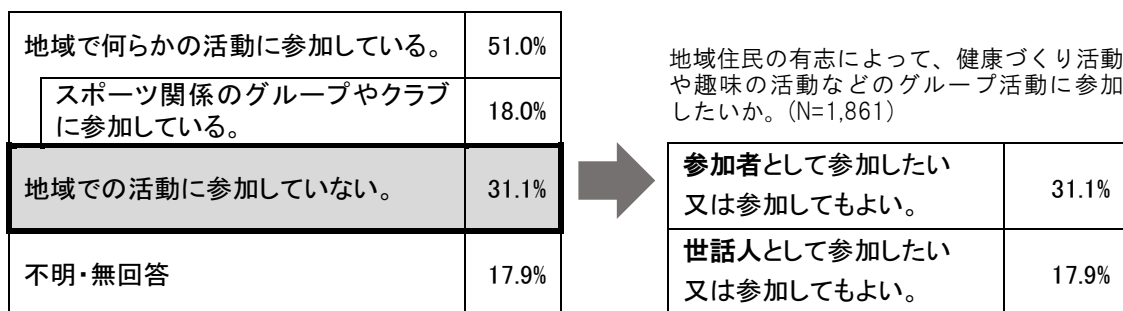 地域で何らかの活動に参加している。 51.0%
スポーツ関係のグループやクラブ
に参加している。 18.0%
地域での活動に参加していない。 31.1%
不明・無回答 17.9%
地域住民の有志によって、健康づくり活動
や趣味の活動などのグループ活動に参加
したいか。(N=1,861)
参加者として参加したい
又は参加してもよい。 31.1%
世話人として参加したい
又は参加してもよい。 17.9%